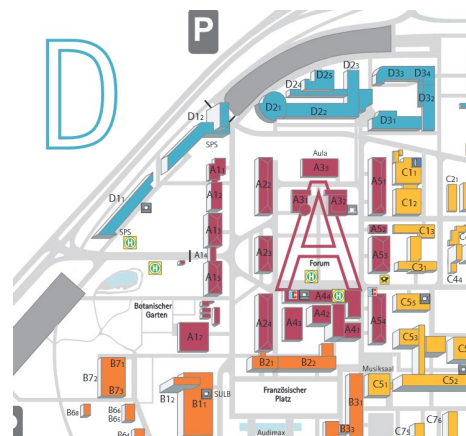 P
D
D2₄
D2₅
D2₃
D3₃
D3₄
D2₁
D2₂
D3₂
D3₁
D1₂
SPS
Aula
A1₁
A2₂
A3₃
A5₁
C1₁
D1₁
A1₂
A3₁
A3₂
C1₂
C2₁
A1₃
A5₂
C1₃
SPS
H
A1₄
A2₃
A5₃
C3₁
C4₄
H
A1₅
Forum
H
Botanischer
Garten
A4₄
H
C5₅
A2₄
A4₃
A4₂
A4₁
A5₄
A1₇
C5₃
B7₁
B2₁
B2₂
Musiksaal
B7₂
B7₃
B1₂
SULB
C5₁
C5₂
B1₁
Französischer
Platz
B3₁
B6₆
B6₅
B3₃
C7₆
Audimax